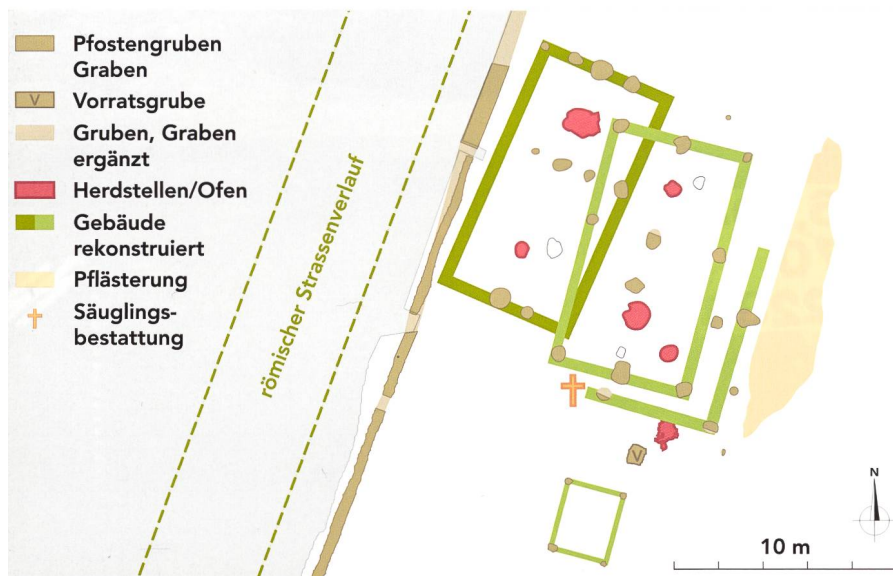 Pfostengruben
Graben
V
Vorratsgrube
Gruben, Graben
ergänzt
Herdstellen/Ofen
Gebäude
rekonstruiert
Pflästerung
Säuglings-
bestattung
römischer Strassenverlauf
V
N
10 m